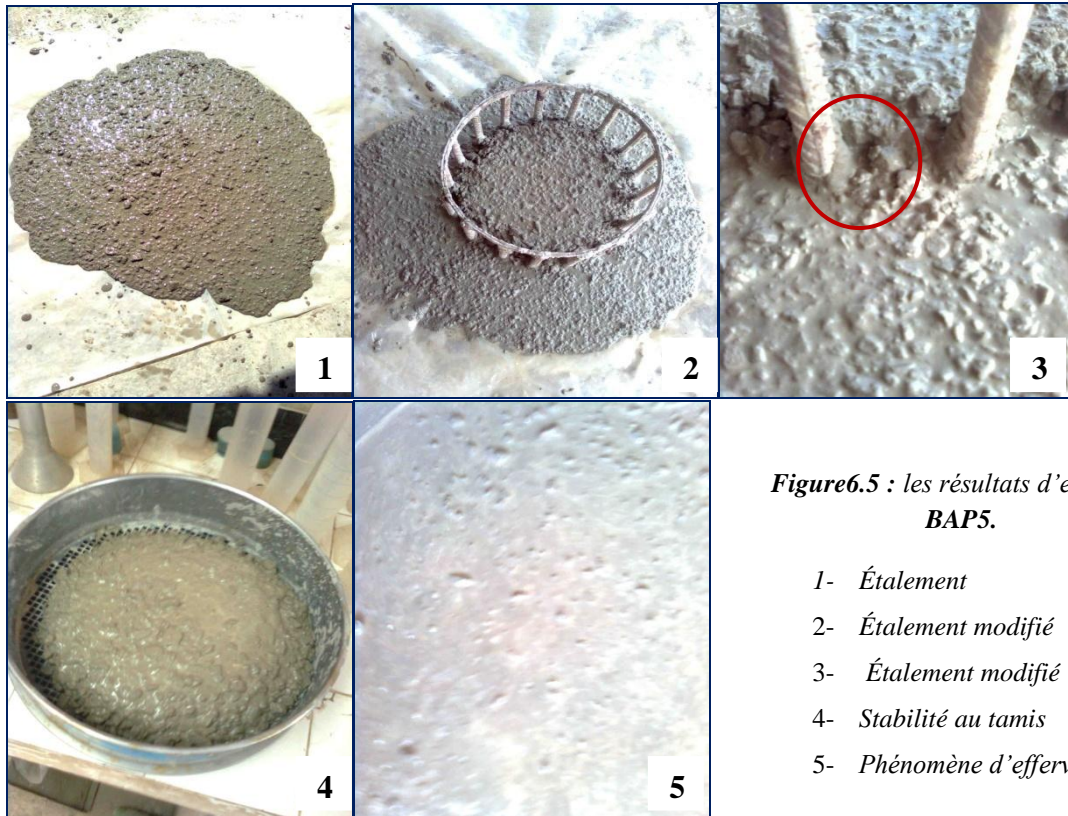 1
2
3
4
5
Figure6.5 : les résultats d'e
BAP5.
1- Étalement
2- Étalement modifié
3- Étalement modifié
4- Stabilité au tamis
5- Phénomène d'efferv